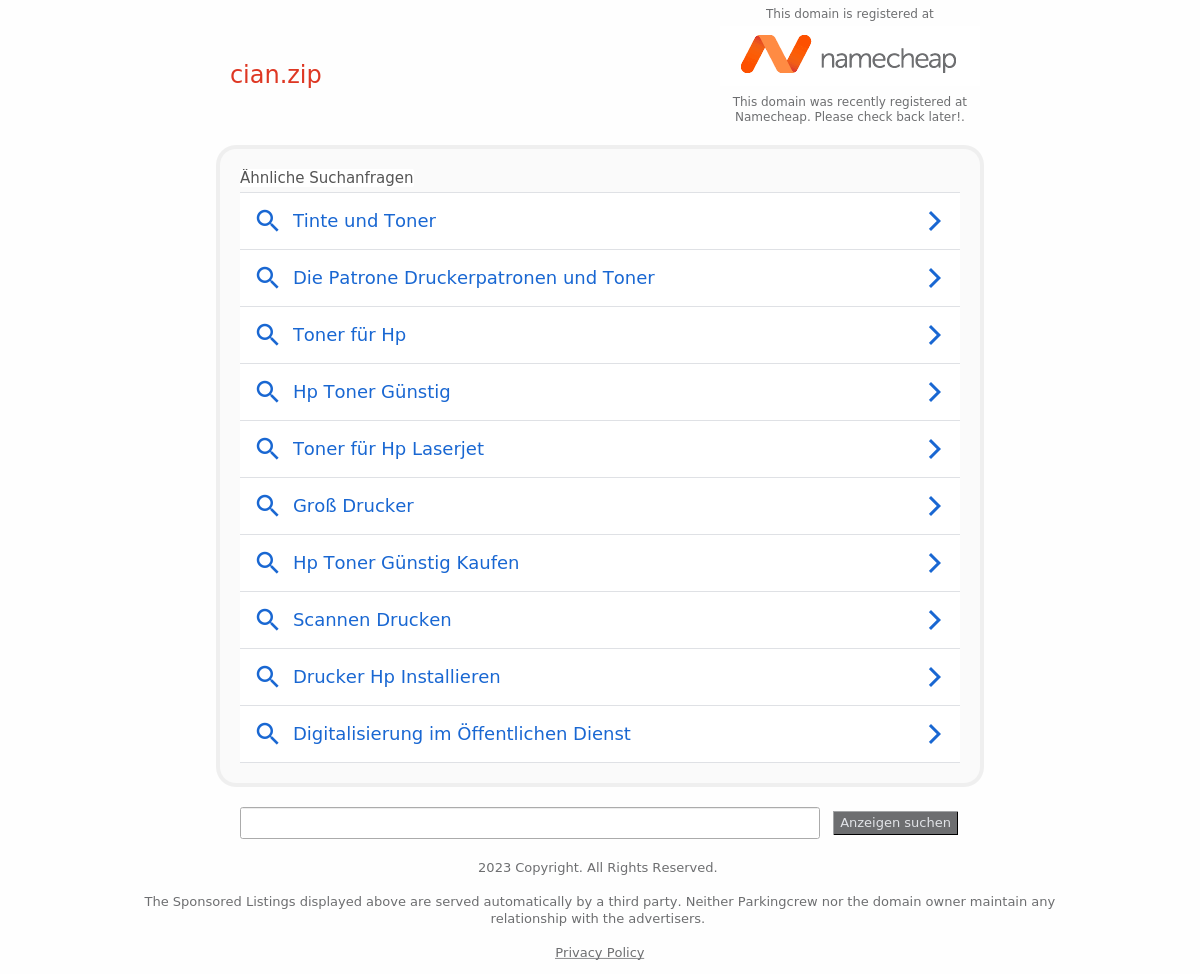 This domain is registered at
namecheap
cian.zip
This domain was recently registered at
Namecheap. Please check back later!.
Ähnliche Suchanfragen
Tinte und Toner
Die Patrone Druckerpatronen und Toner
Toner für Hp
Hp Toner Günstig
Toner für Hp Laserjet
Groß Drucker
Hp Toner Günstig Kaufen
Scannen Drucken
Drucker Hp Installieren
Digitalisierung im Öffentlichen Dienst
Anzeigen suchen
2023 Copyright. All Rights Reserved.
The Sponsored Listings displayed above are served automatically by a third party. Neither Parkingcrew nor the domain owner maintain any
relationship with the advertisers.
Privacy Policy